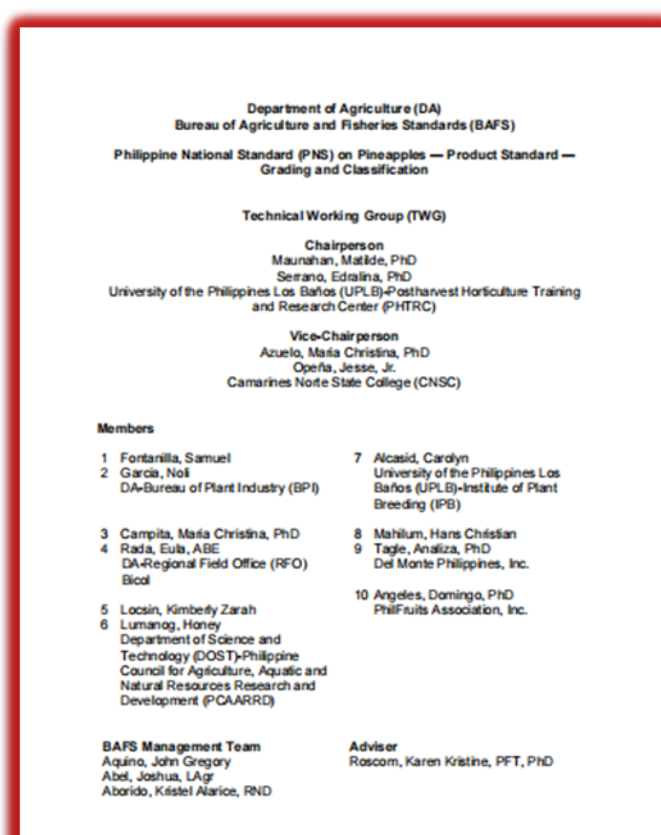 Department of Agriculture (DA)
Bureau of Agriculture and Fisheries Standards (BAFS)
Philippine National Standard (PNS) on Pineapples — Product Standard —
Grading and Classification
Technical Working Group (TWG)
Chairperson
Maunahan, Matilde, PhD
Serrano, Edralina, PhD
University of the Philippines Los Baños (UPLB)-Postharvest Horticulture Training
and Research Center (PHTRC)
Vice-Chairperson
Azuelo, Maria Christina, PhD
Opeña, Jesse, Jr.
Camarines Norte State College (CNSC)
Members
1 Fontanilla, Samuel
2 Garcia, Noli
DA-Bureau of Plant Industry (BPI)
3 Campita, Maria Christina, PhD
4 Rada, Eula, ABE
DA-Regional Field Office (RFO)
Bicol
5 Locsin, Kimberly Zarah
6 Lumanog, Honey
Department of Science and
Technology (DOST)-Philippine
Council for Agriculture, Aquatic and
Natural Resources Research and
Development (PCAARRD)
7 Alcasid, Carolyn
University of the Philippines Los
Baños (UPLB)-Institute of Plant
Breeding (IPB)
8 Mahilum, Hans Christian
9 Tagle, Analiza, PhD
Del Monte Philippines, Inc.
10 Angeles, Domingo, PhD
PhilFruits Association, Inc.
BAFS Management Team
Aquino, John Gregory
Abel, Joshua, LAgr
Aborido, Kristel Alarice, RND
Adviser
Roscom, Karen Kristine, PFT, PhD